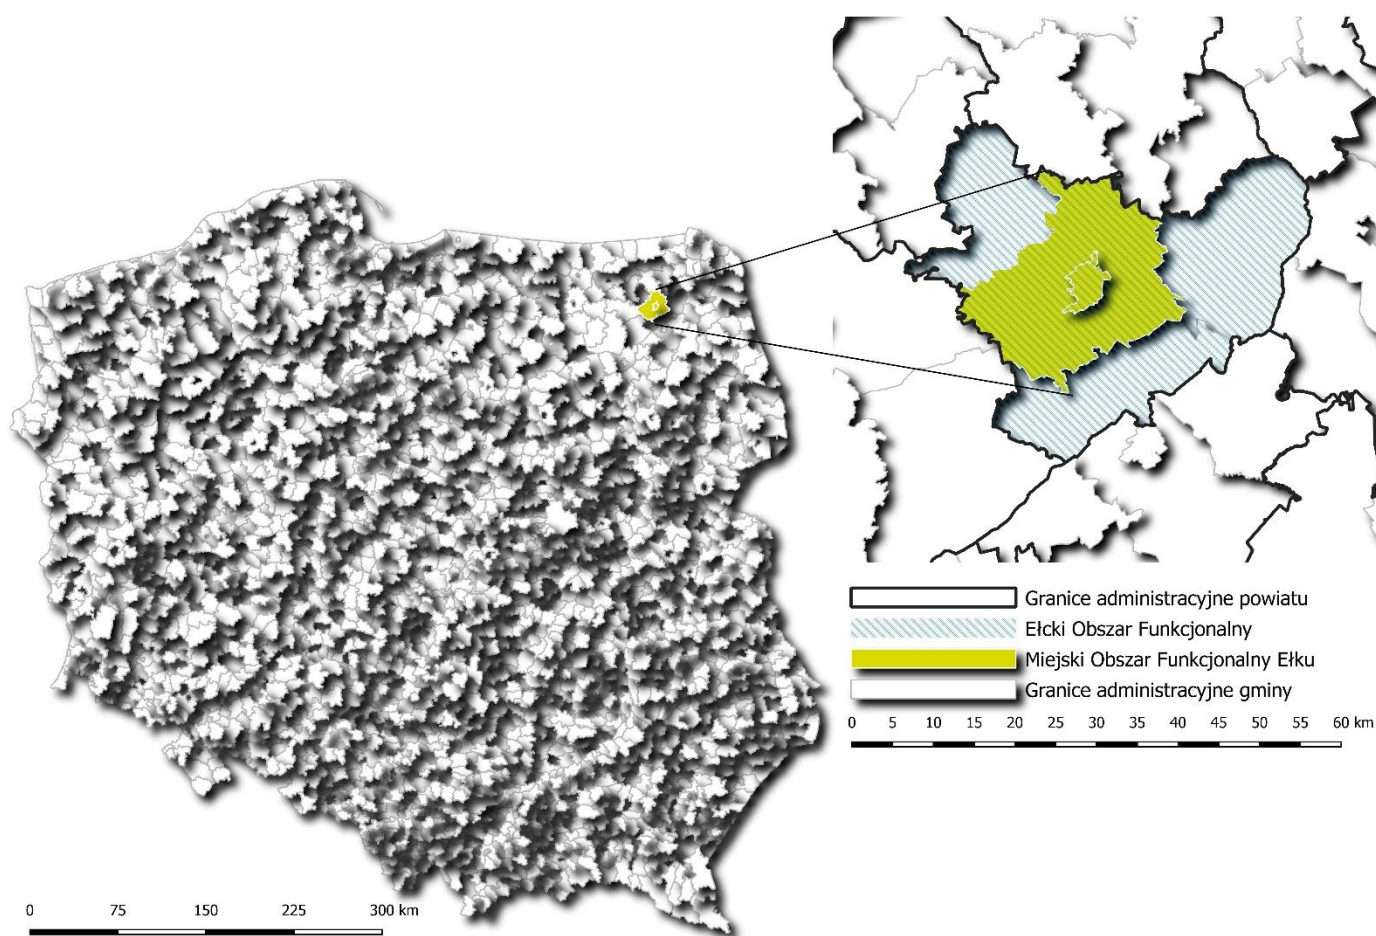 Granice administracyjne powiatu
Ełcki Obszar Funkcjonalny
Miejski Obszar Funkcjonalny Ełku
Granice administracyjne gminy
0 5 10 15 20 25 30 35 40 45 50 55 60 km
0 75 150 225 300 km